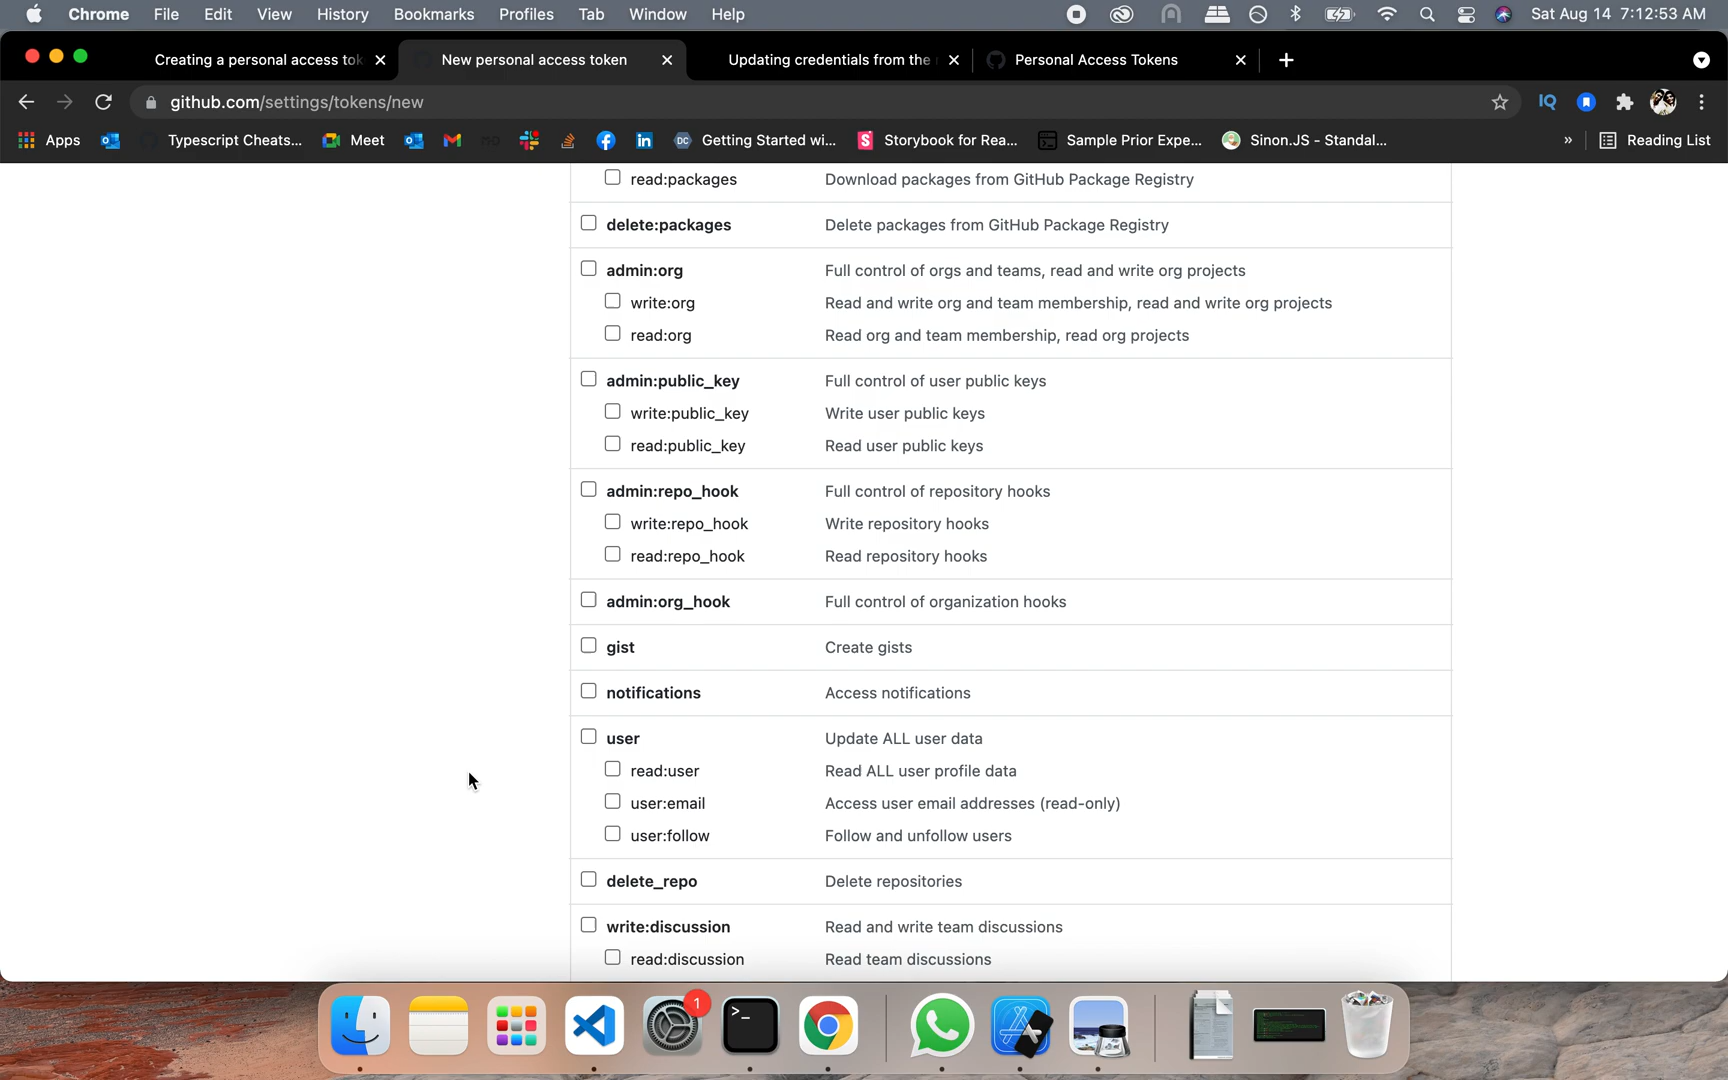 Chrome File Edit View History Bookmarks Profiles Tab Window Help Sat Aug 14 7:12:53 AM
Creating a personal access tok New personal access token Updating credentials from the Personal Access Tokens
github.com/settings/tokens/new IQ
Apps Typescript Cheats... Meet Getting Started wi... Storybook for Rea... Sample Prior Expe... Sinon.JS - Standal... » Reading List
read:packages Download packages from GitHub Package Registry
delete:packages Delete packages from GitHub Package Registry
admin:org Full control of orgs and teams, read and write org projects
write:org Read and write org and team membership, read and write org projects
read:org Read org and team membership, read org projects
admin:public_key Full control of user public keys
write:public_key Write user public keys
read:public_key Read user public keys
admin:repo_hook Full control of repository hooks
write:repo_hook Write repository hooks
read:repo_hook Read repository hooks
admin:org_hook Full control of organization hooks
gist Create gists
notifications Access notifications
user Update ALL user data
read:user Read ALL user profile data
user:email Access user email addresses (read-only)
user:follow Follow and unfollow users
delete_repo Delete repositories
write:discussion Read and write team discussions
read:discussion Read team discussions
1